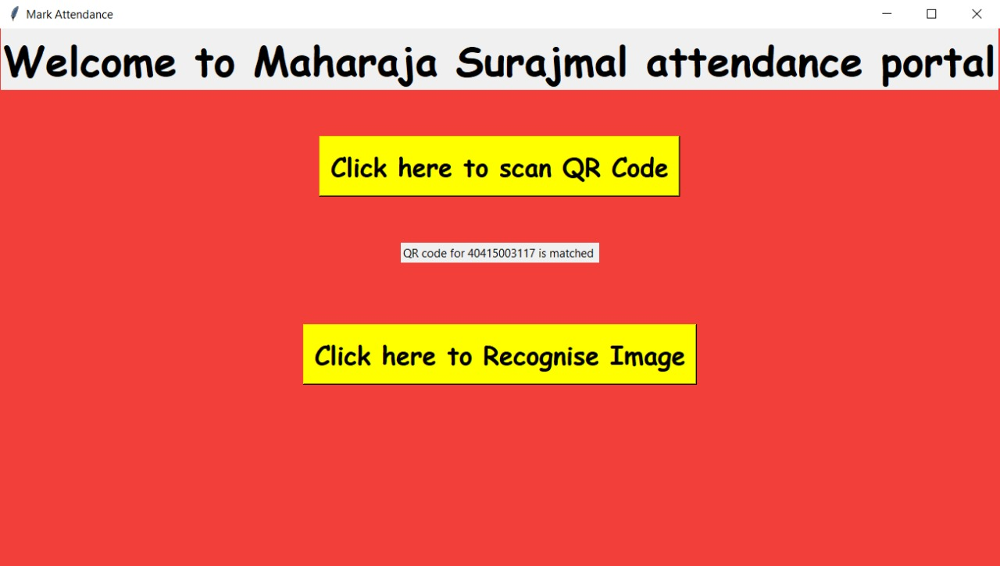 Mark Attendance
Welcome to Maharaja Surajmal attendance portal
Click here to scan QR Code
QR code for 40415003117 is matched
Click here to Recognise Image